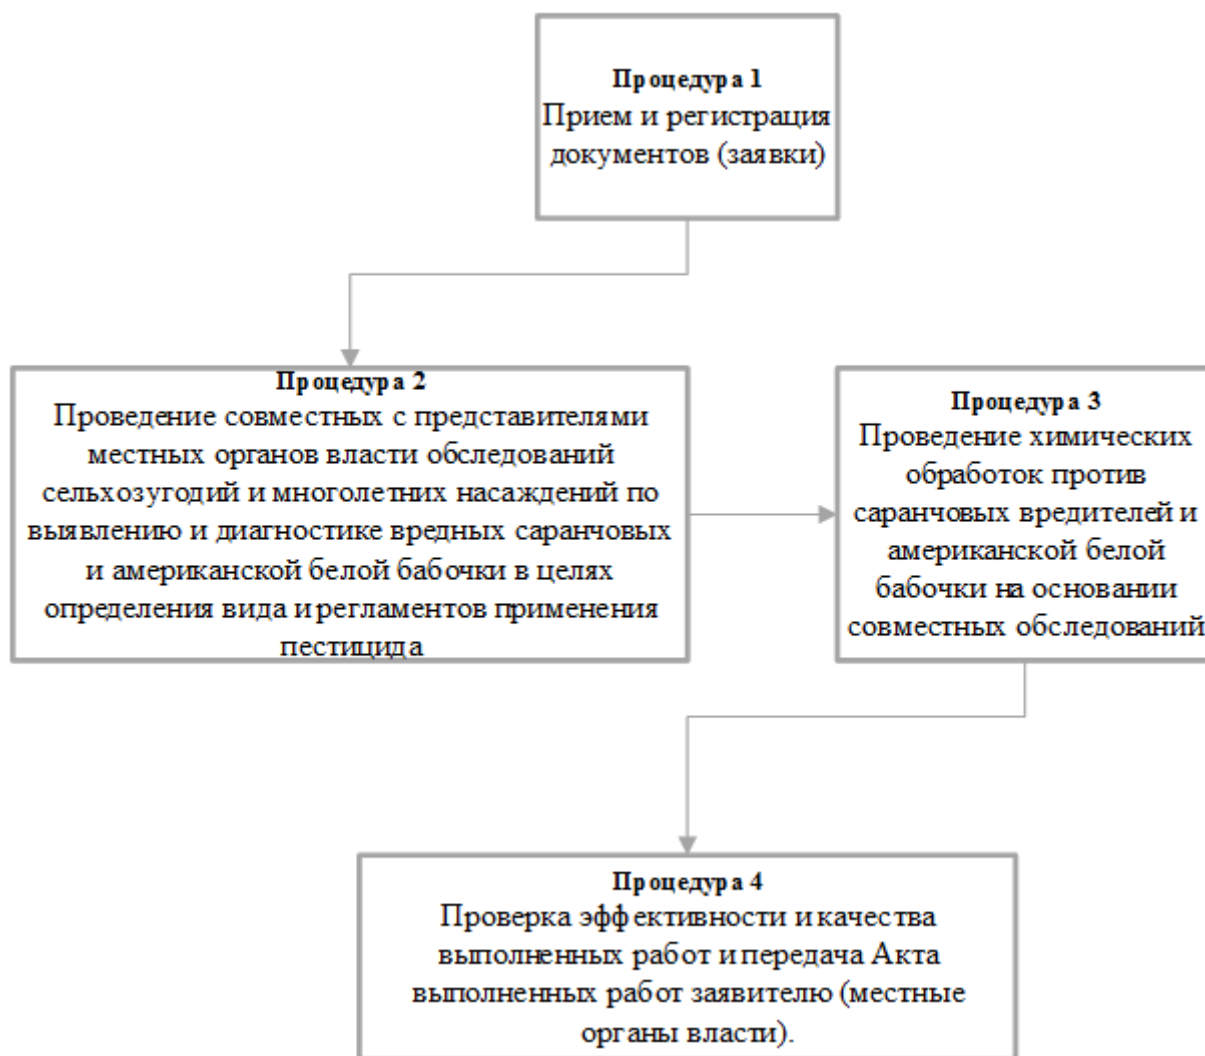 Процедура 1
Прием и регистрация
документов (заявки)
Процедура 2
Проведение совместных с представителями
местных органов власти обследований
сельхозугодий и многолетних насаждений по
выявлению и диагностике вредных саранчовых
и американской белой бабочки в целях
определения вида и регламентов применения
пестицида
Процедура 3
Проведение химических
обработок против
саранчовых вредителей и
американской белой
бабочки на основании
совместных обследований
Процедура 4
Проверка эффективности и качества
выполненных работ и передача Акта
выполненных работ заявителю (местные
органы власти).